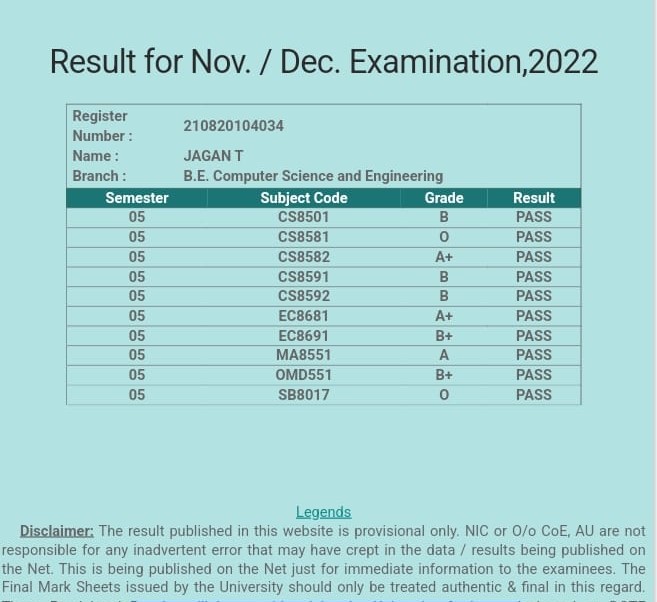 Result for Nov. / Dec. Examination,2022
Register
Number :
210820104034
Name : JAGAN T
Branch : B.E. Computer Science and Engineering
Semester Subject Code Grade Result
05 CS8501 B PASS
05 CS8581 O PASS
05 CS8582 A+ PASS
05 CS8591 B PASS
05 CS8592 B PASS
05 EC8681 A+ PASS
05 EC8691 B+ PASS
05 MA8551 A PASS
05 OMD551 B+ PASS
05 SB8017 O PASS
Legends
Disclaimer: The result published in this website is provisional only. NIC or O/o CoE, AU are not
responsible for any inadvertent error that may have crept in the data / results being published on
the Net. This is being published on the Net just for immediate information to the examinees. The
Final Mark Sheets issued by the University should only be treated authentic & final in this regard.